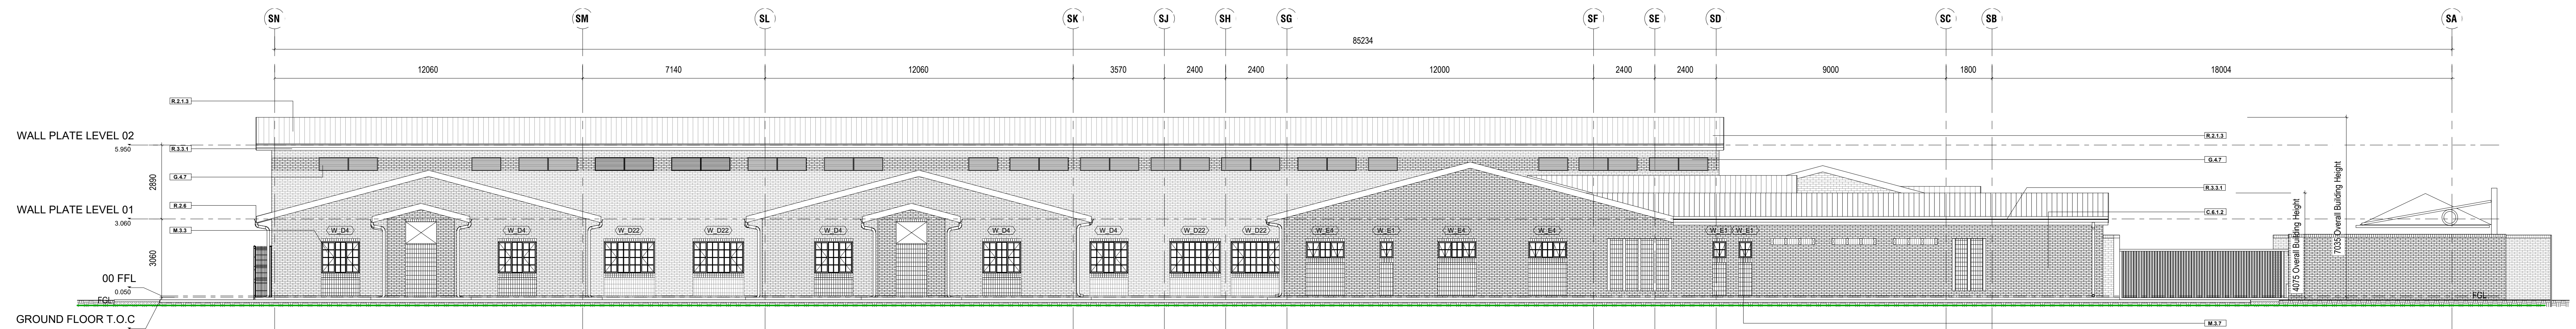 SN SM SL SK SJ SH SG SF SE SD SC SB SA
85234
12060 7140 12060 3570 2400 2400 12000 2400 2400 9000 1800 18004
R.2.1.3
WALL PLATE LEVEL 02
5.950
R.2.1.3
R.3.3.1
G.4.7
G.4.7
2890
7035 Overall Building Height
R.3.3.1
R.2.6
WALL PLATE LEVEL 01
3.060
C.6.1.2
4075 Overall Building Height
M.3.3
W_D4 W_D4 W_D22 W_D22 W_D4 W_D4 W_D4 W_D22 W_D22 W_E4 W_E1 W_E4 W_E4 W_E1 W_E1
3060
00 FFL
0.050
FGL
FGL
GROUND FLOOR T.O.C
M.3.7